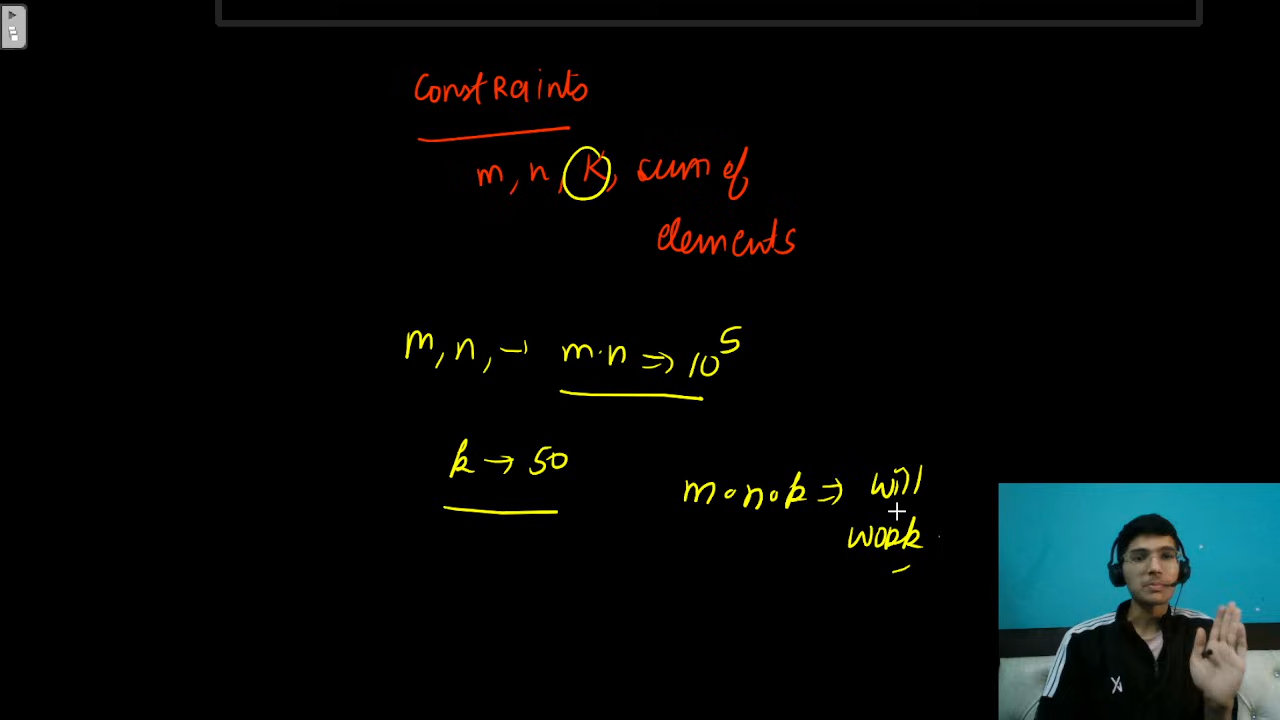 Constraints
m, n, K, sum of
elements
m, n, → m·n ⇒ 10^5
k → 50
m·n·k ⇒ will
work